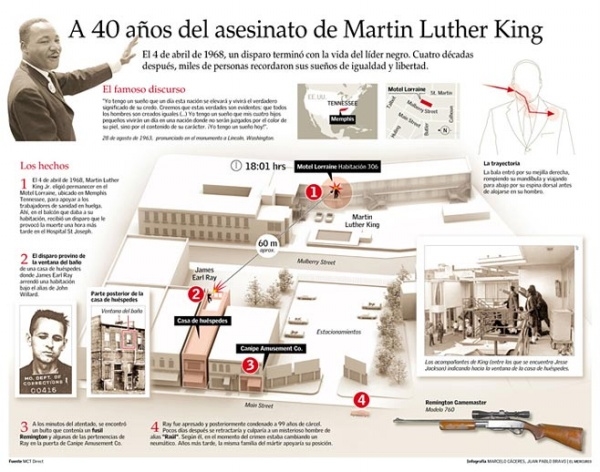 A 40 años del asesinato de Martin Luther King
El 4 de abril de 1968, un disparo terminó con la vida del líder negro. Cuatro décadas
después, miles de personas recordaron sus sueños de igualdad y libertad.
El famoso discurso
"Yo tengo un sueño que un día esta nación se elevará y vivirá el verdadero
significado de su credo. Creemos que estas verdades son evidentes: que todos
los hombres son creados iguales (...) Yo tengo un sueño que mis cuatro hijos
pequeños vivirán un día en una nación donde no serán juzgados por el color de
su piel, sino por el contenido de su carácter. ¡Yo tengo un sueño hoy!".
28 de agosto de 1963, pronunciado en el monumento a Lincoln. Washington.
EE.UU.
TENNESSEE
Memphis
Motel Lorraine
St. Martin
Mulberry Street
Talbot
Main
Butler
Calhoun
N
La trayectoria
La bala entró por su mejilla derecha,
rompiendo su mandíbula y viajando
para abajo por su espina dorsal antes
de alojarse en su hombro.
Los hechos
1 El 4 de abril de 1968, Martin Luther
King Jr. eligió permanecer en el
Motel Lorraine, ubicado en Memphis
Tennessee, para apoyar a los
trabajadores de sanidad en huelga.
Ahí, en el balcón que daba a su
habitación, recibió un disparo que le
provocó la muerte una hora más
tarde en el Hospital St. Joseph.
18:01 hrs
Motel Lorraine Habitación 306
1
Martin
Luther King
60 m
aprox.
Mulberry Street
2 El disparo provino de
la ventana del baño
de una casa de huéspedes
donde James Earl Ray
arrendó una habitación
bajo el alias de John
Willard.
Parte posterior de la
casa de huéspedes
Ventana del baño
James
Earl Ray
2
Casa de huéspedes
Canipe Amusement Co.
3
Estacionamientos
Main Street
4
MO. DEPT. OF
CORRECTIONS
00416
Los acompañantes de King (entre los que se encuentra Jesse
Jackson) indicando hacia la ventana de la casa de huéspedes.
Remington Gamemaster
Modelo 760
3 A los minutos del atentado, se encontró
un bulto que contenía un fusil
Remington y algunas de las pertenencias de
Ray en la puerta de Canipe Amusement Co.
4 Ray fue apresado y posteriormente condenado a 99 años de cárcel.
Pocos días después se retractaría y culparía a un misterioso hombre de
alias "Raúl". Según él, en el momento del crimen estaba cambiando un
neumático. Años más tarde, la misma familia del mártir apoyaría su posición.
Fuente MCT Direct
Infografía MARCELO CÁCERES, JUAN PABLO BRAVO | EL MERCURIO